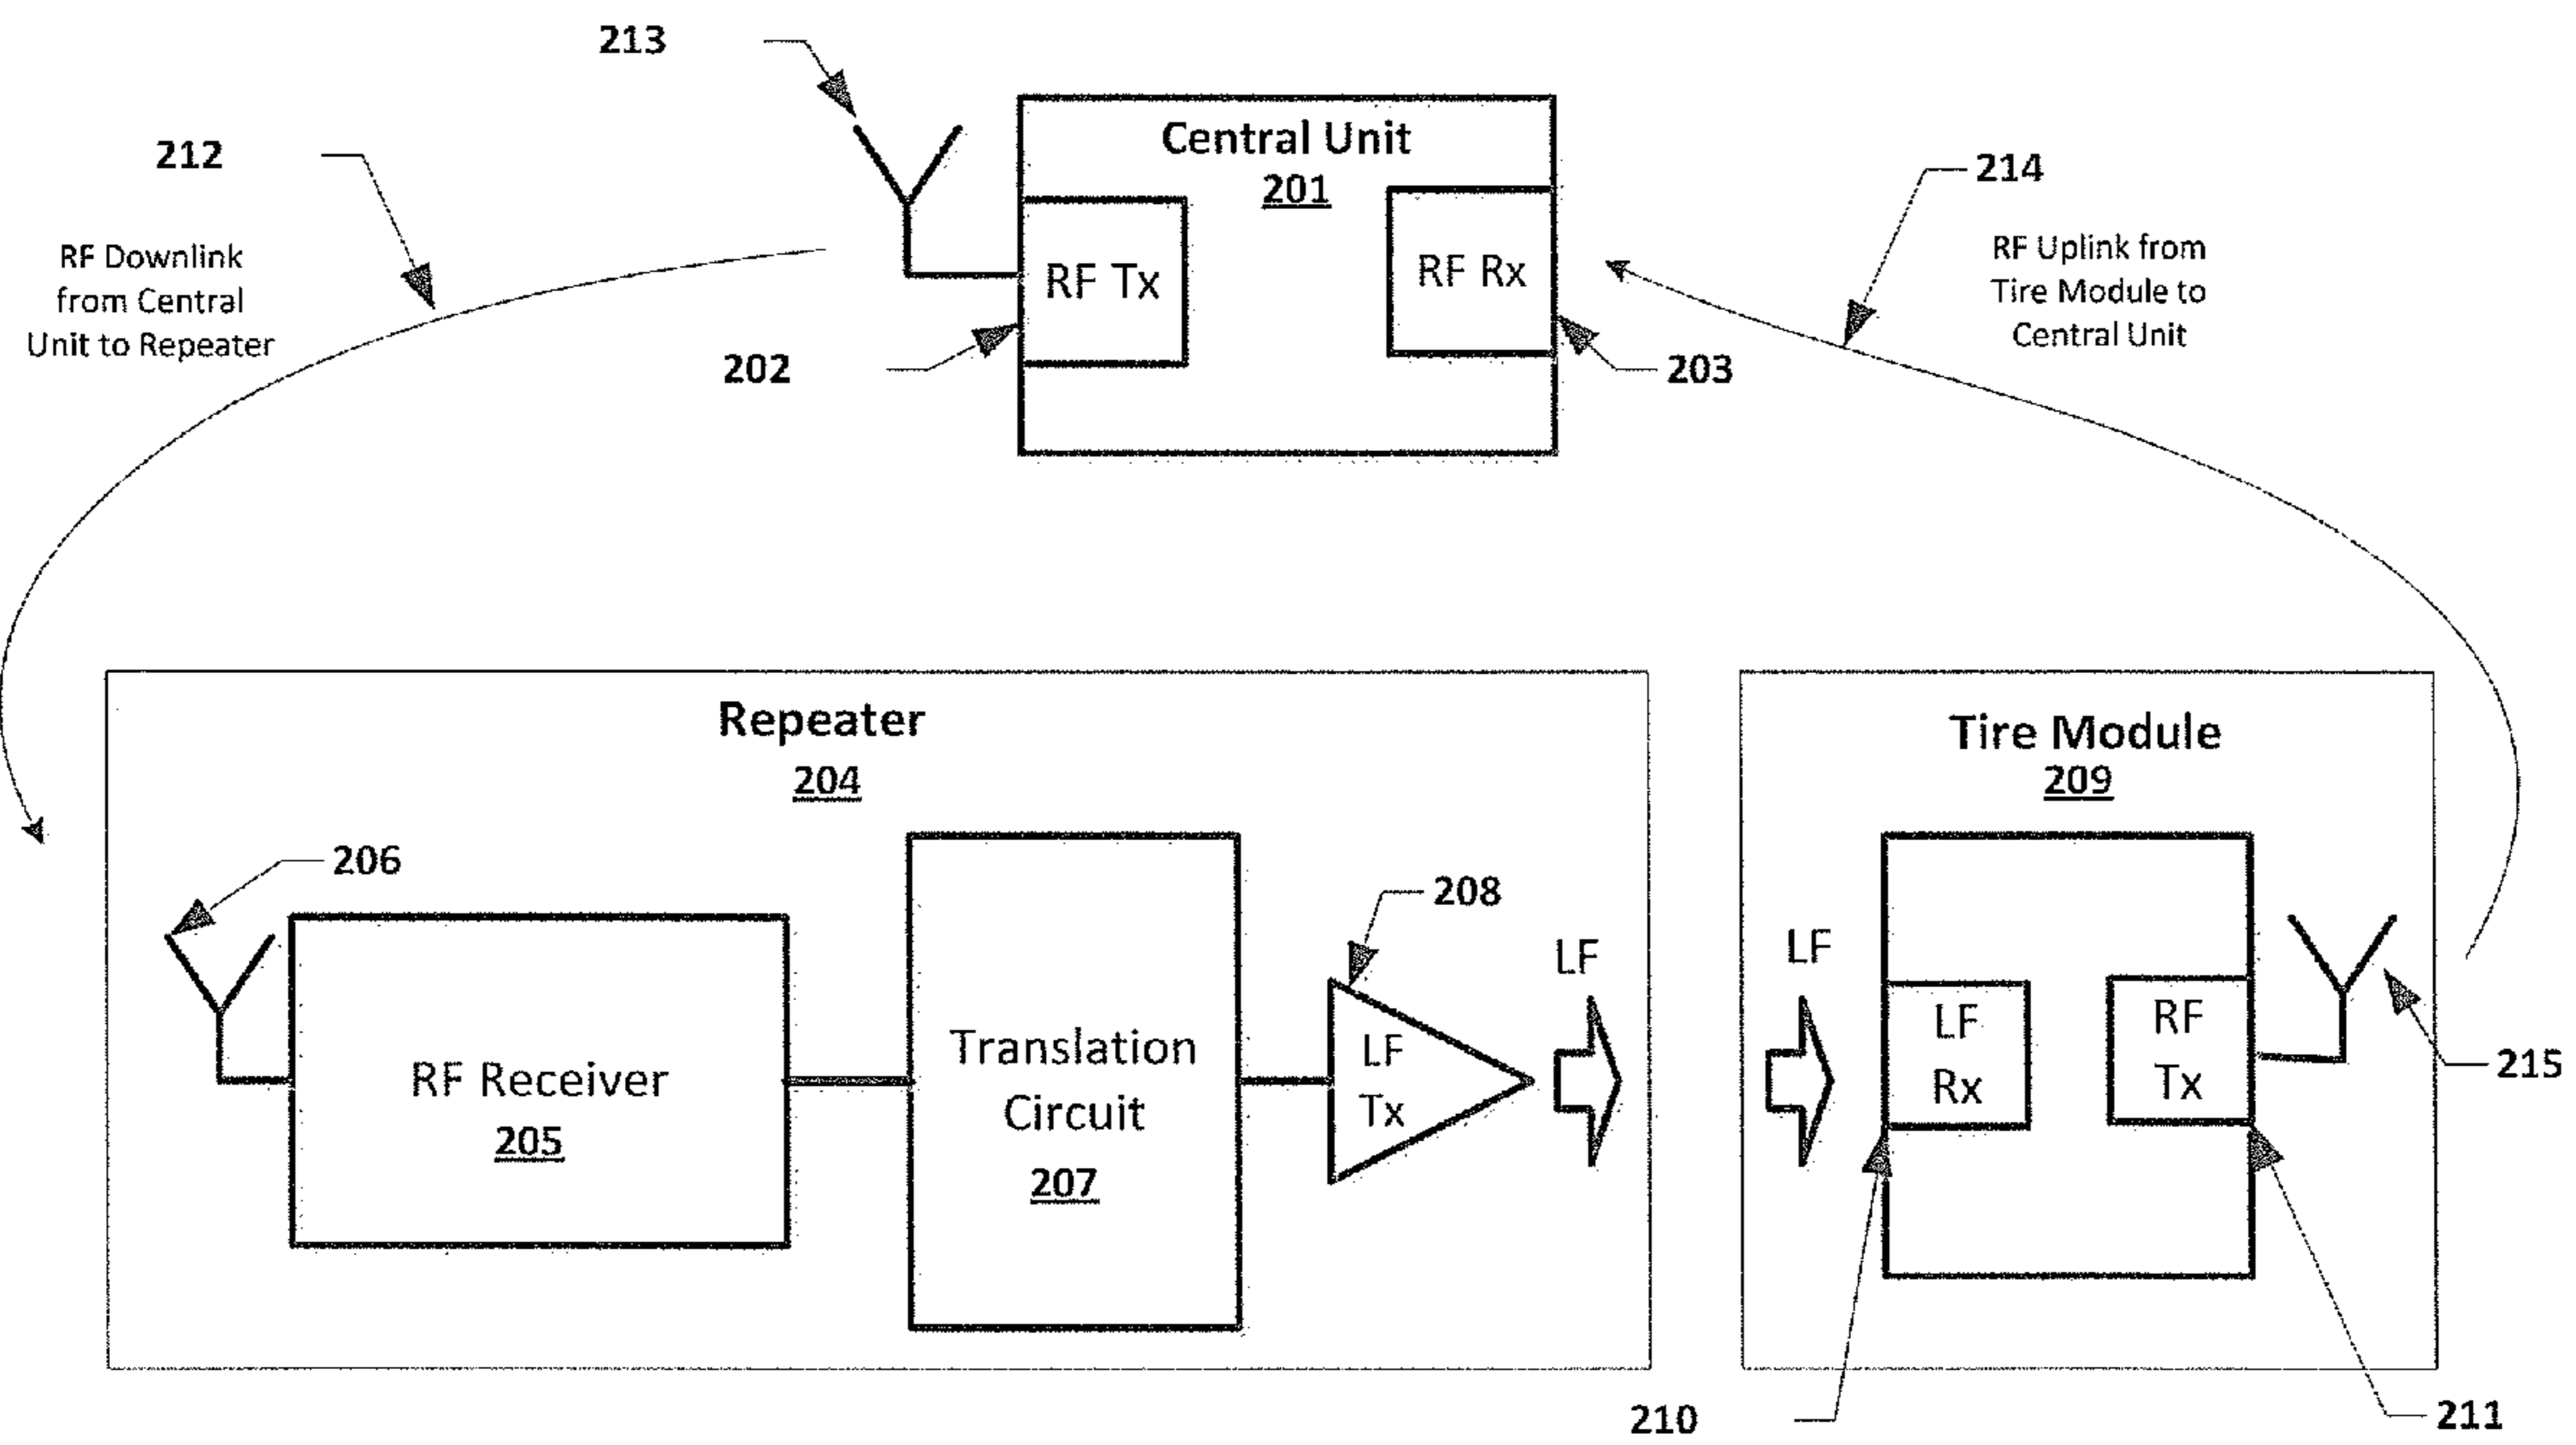 213
212
RF Downlink
from Central
Unit to Repeater
Central Unit
201
RF Tx
RF Rx
202
203
214
RF Uplink from
Tire Module to
Central Unit
Repeater
204
206
RF Receiver
205
Translation
Circuit
207
208
LF
Tx
LF
Tire Module
209
LF
LF
Rx
RF
Tx
215
210
211